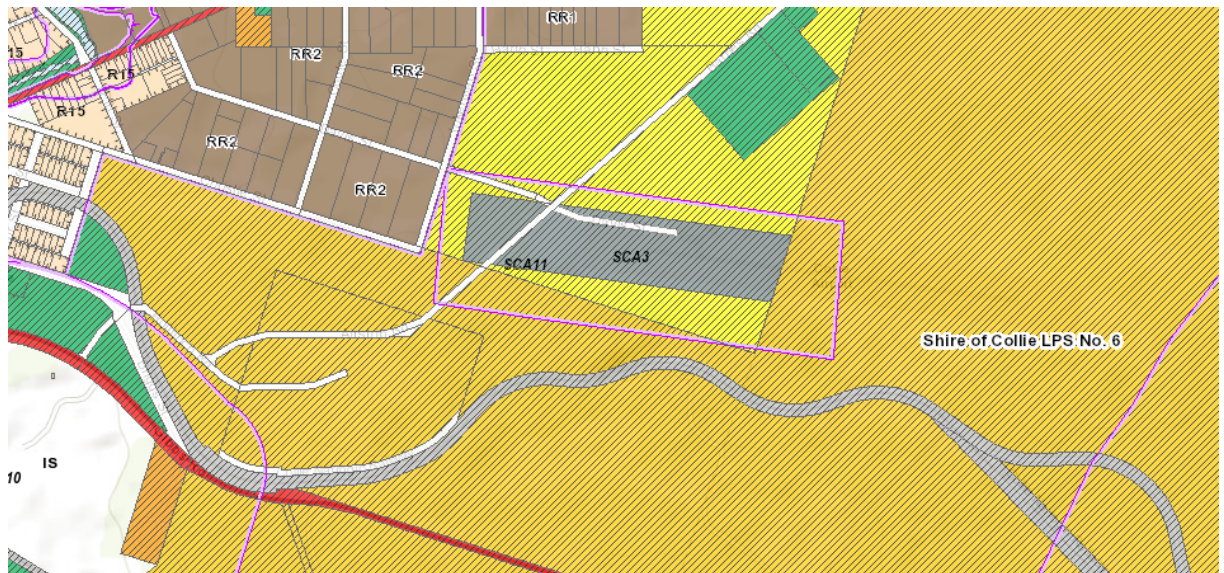 RR1
RR2
RR2
15
R15
R15
RR2
RR2
SCA3
SCA11
Shire of Collie LPS No. 6
IS
10